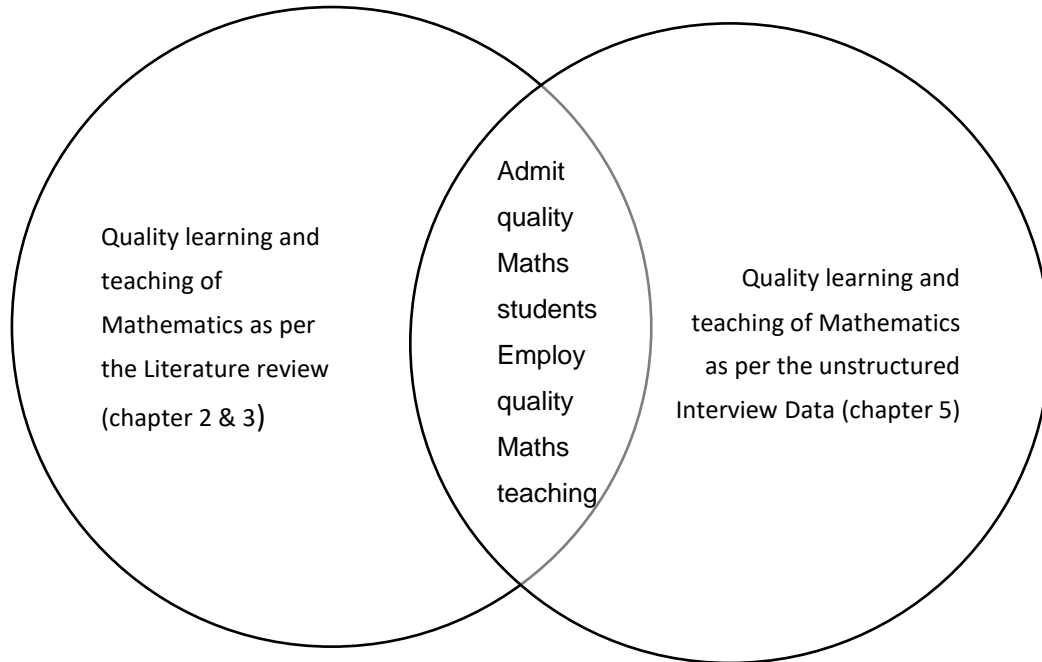 Quality learning and
teaching of
Mathematics as per
the Literature review
(chapter 2 & 3)
Admit
quality
Maths
students
Employ
quality
Maths
teaching
Quality learning and
teaching of Mathematics
as per the unstructured
Interview Data (chapter 5)